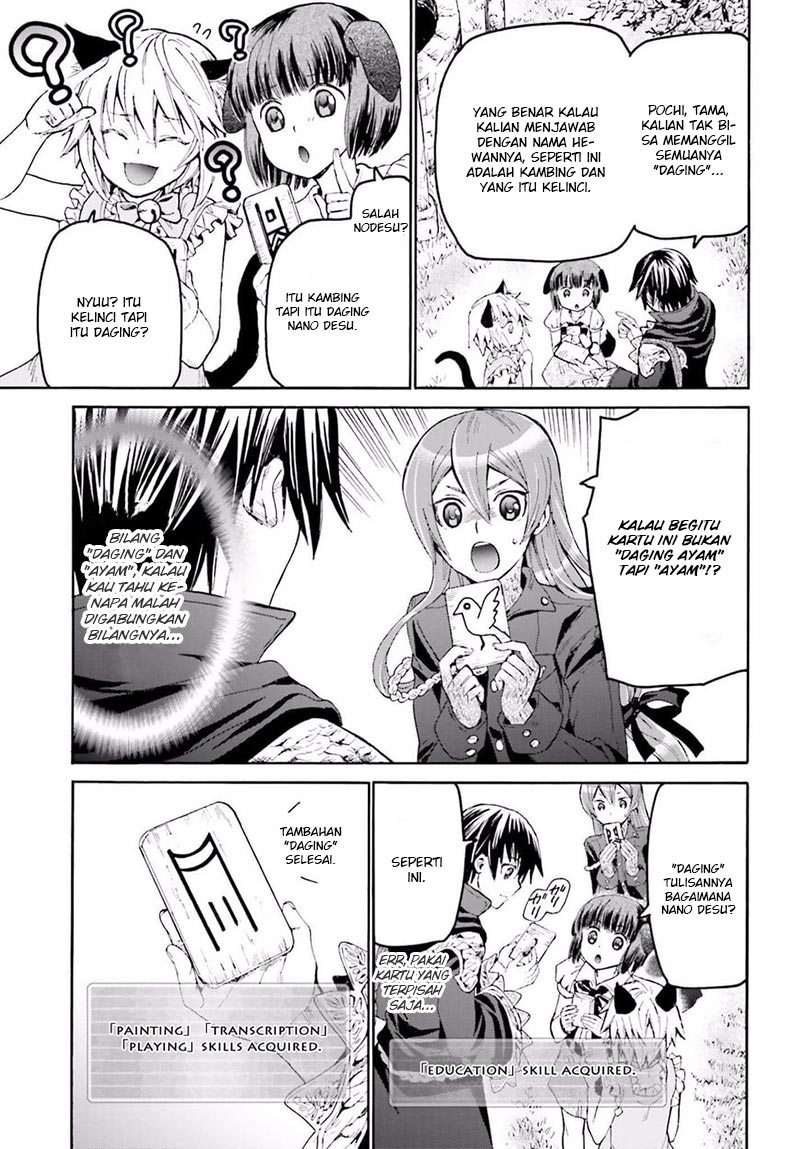 POCHI, TAMA,
KALIAN TAK BI-
SA MEMANGGIL
SEMUANYA
"DAGING"...
YANG BENAR KALAU
KALIAN MENJAWAB
DENGAN NAMA HE-
WANNYA, SEPERTI INI
ADALAH KAMBING DAN
YANG ITU KELINCI.
SALAH
NODESU?
ITU KAMBING
TAPI ITU DAGING
NANO DESU.
NYUU? ITU
KELINCI TAPI
ITU DAGING?
KALAU BEGITU
KARTU INI BUKAN
"DAGING AYAM"
TAPI "AYAM"!?
BILANG
"DAGING" DAN
"AYAM", KALAU
KAU TAHU KE-
NAPA MALAH
DIGABUNGKAN
BILANGNYA...
"DAGING"
TULISANNYA
BAGAIMANA
NANO DESU?
SEPERTI
INI.
ERR, PAKAI
KARTU YANG
TERPISAH
SAJA...
「EDUCATION」 SKILL ACQUIRED.
TAMBAHAN
"DAGING"
SELESAI.
「PAINTING」 「TRANSCRIPTION」
「PLAYING」 SKILLS ACQUIRED.